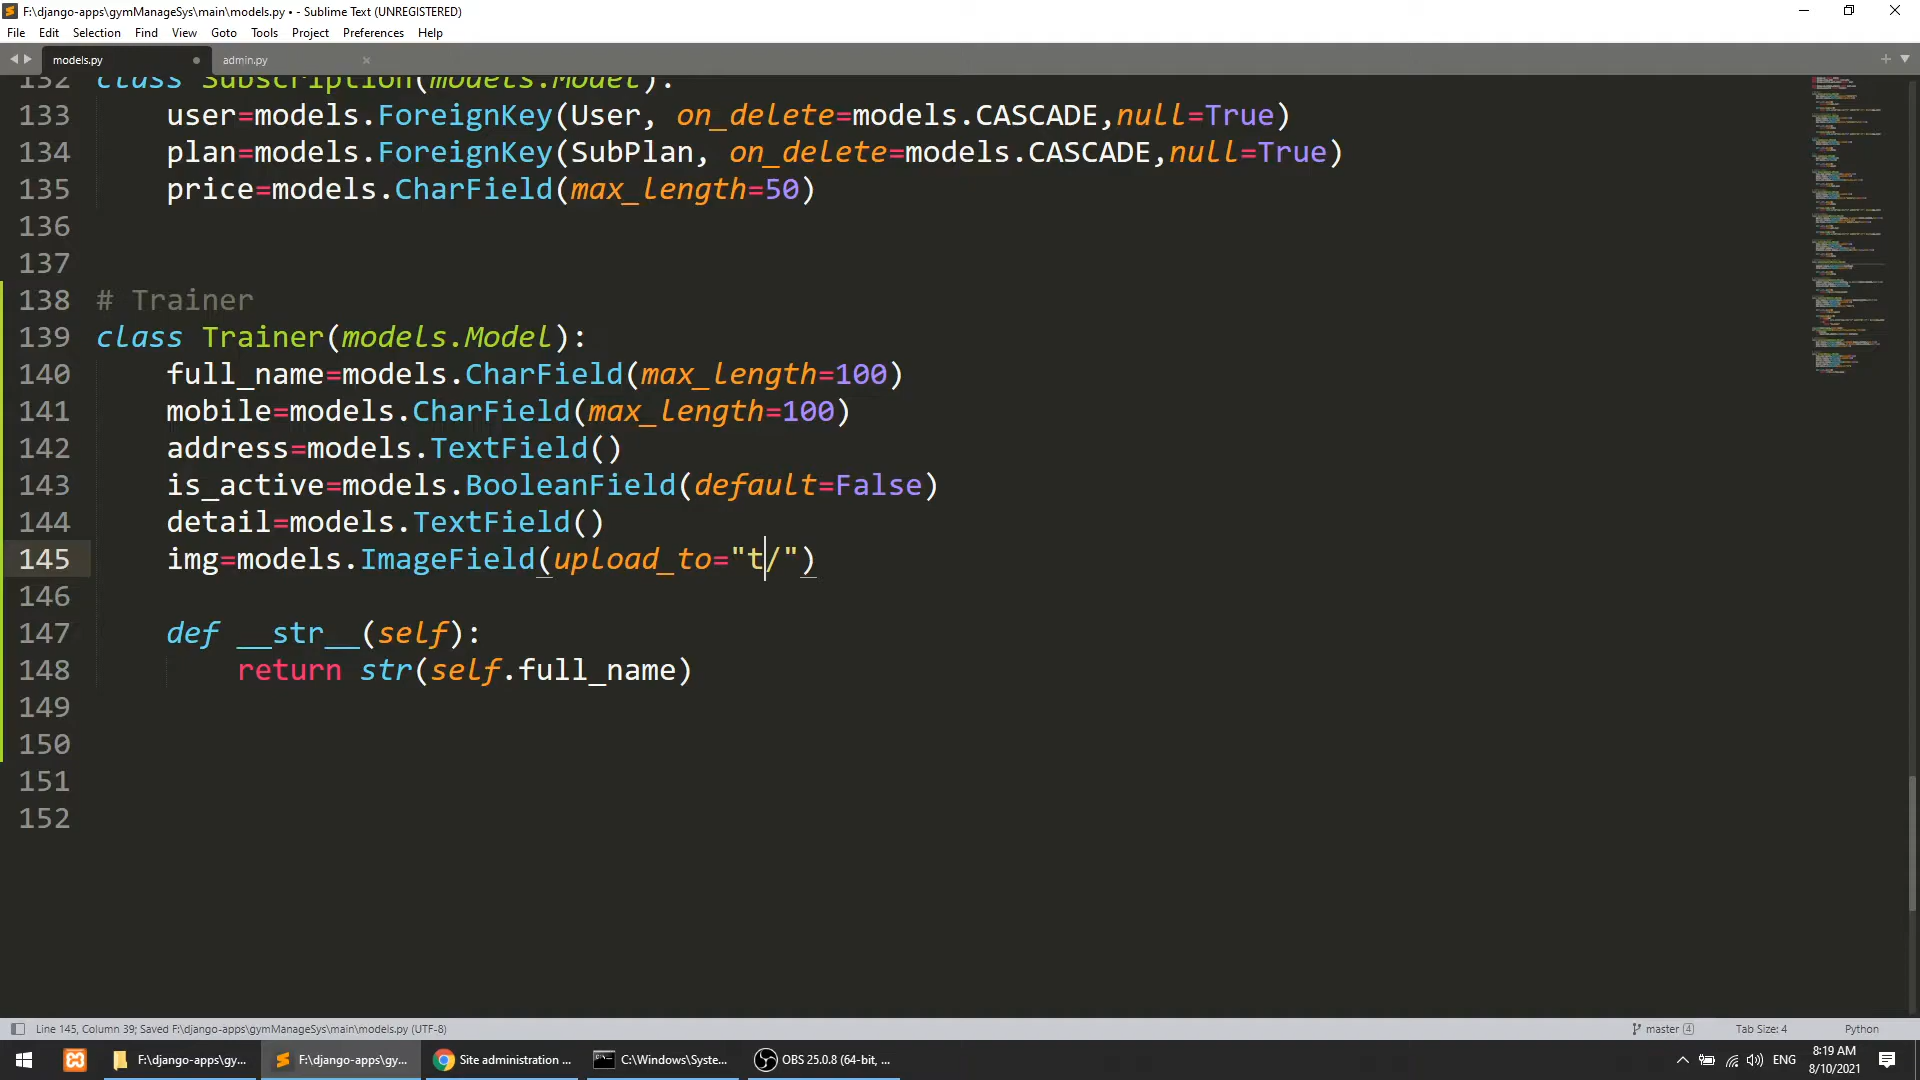 F:\django-apps\gymManageSys\main\models.py • - Sublime Text (UNREGISTERED)
File Edit Selection Find View Goto Tools Project Preferences Help
models.py admin.py
132 class Subscription(models.Model):
133 user=models.ForeignKey(User, on_delete=models.CASCADE,null=True)
134 plan=models.ForeignKey(SubPlan, on_delete=models.CASCADE,null=True)
135 price=models.CharField(max_length=50)
136
137
138 # Trainer
139 class Trainer(models.Model):
140 full_name=models.CharField(max_length=100)
141 mobile=models.CharField(max_length=100)
142 address=models.TextField()
143 is_active=models.BooleanField(default=False)
144 detail=models.TextField()
145 img=models.ImageField(upload_to="t/")
146
147 def __str__(self):
148 return str(self.full_name)
149
150
151
152
Line 145, Column 39; Saved F:\django-apps\gymManageSys\main\models.py (UTF-8) master 4 Tab Size: 4 Python
F:\django-apps\gy... F:\django-apps\gy... Site administration ... C:\Windows\Syste... OBS 25.0.8 (64-bit, ... ENG 8:19 AM
8/10/2021